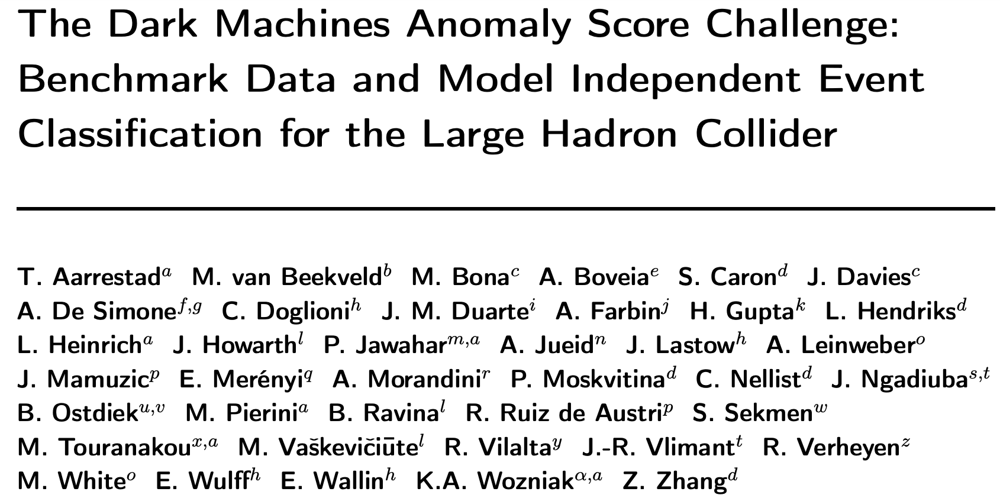 The Dark Machines Anomaly Score Challenge:
Benchmark Data and Model Independent Event
Classification for the Large Hadron Collider
T. Aarrestad^a M. van Beekveld^b M. Bona^c A. Boveia^e S. Caron^d J. Davies^c
A. De Simone^f,g C. Doglioni^h J. M. Duarte^i A. Farbin^j H. Gupta^k L. Hendriks^d
L. Heinrich^a J. Howarth^l P. Jawahar^m,a A. Jueid^n J. Lastow^h A. Leinweber^o
J. Mamuzic^p E. Merényi^q A. Morandini^r P. Moskvitina^d C. Nellist^d J. Ngadiuba^s,t
B. Ostdiek^u,v M. Pierini^a B. Ravina^l R. Ruiz de Austri^p S. Sekmen^w
M. Touranakou^x,a M. Vaškevičiūte^l R. Vilalta^y J.-R. Vlimant^t R. Verheyen^z
M. White^o E. Wulff^h E. Wallin^h K.A. Wozniak^α,a Z. Zhang^d